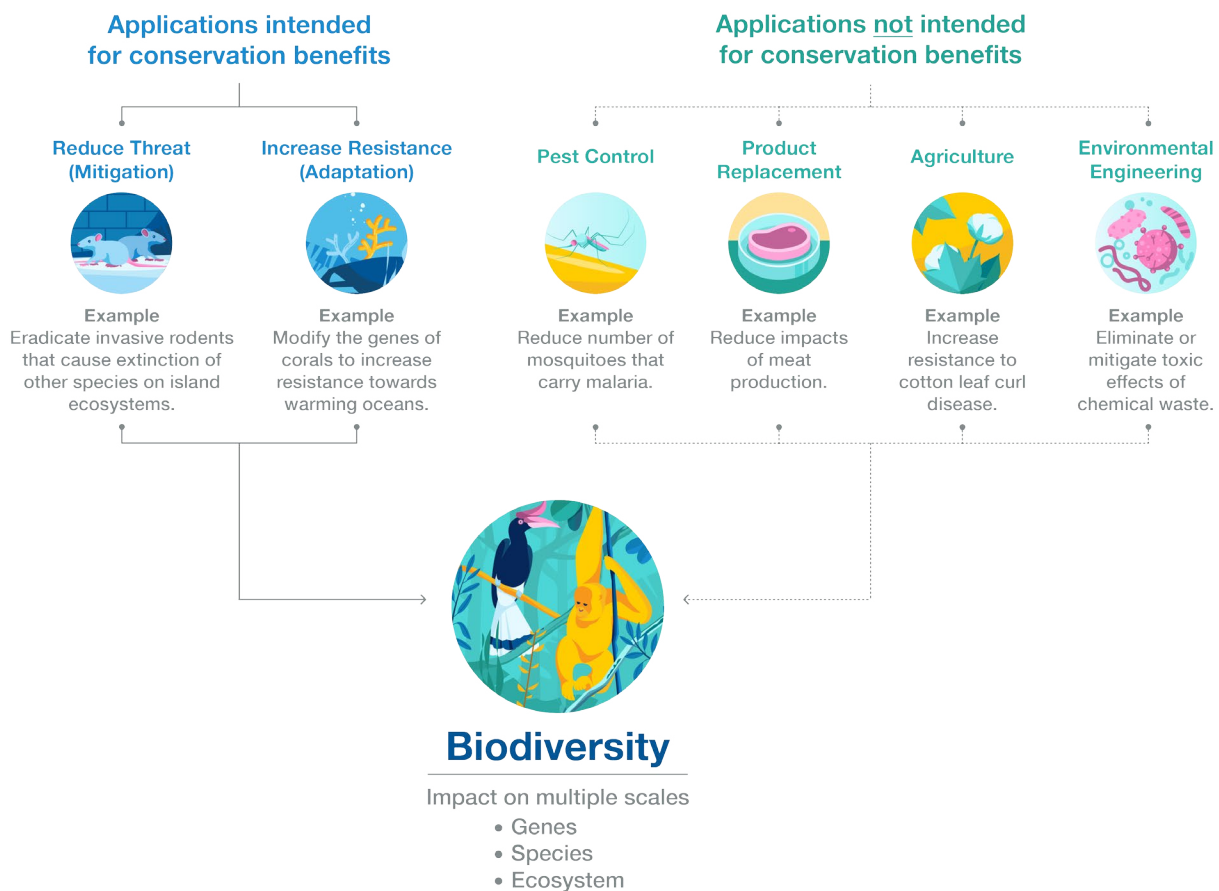 Applications intended
for conservation benefits
Applications not intended
for conservation benefits
Reduce Threat
(Mitigation)
Increase Resistance
(Adaptation)
Pest Control
Product
Replacement
Agriculture
Environmental
Engineering
Example
Eradicate invasive rodents
that cause extinction of
other species on island
ecosystems.
Example
Modify the genes of
corals to increase
resistance towards
warming oceans.
Example
Reduce number of
mosquitoes that
carry malaria.
Example
Reduce impacts
of meat
production.
Example
Increase
resistance to
cotton leaf curl
disease.
Example
Eliminate or
mitigate toxic
effects of
chemical waste.
Biodiversity
Impact on multiple scales
• Genes
• Species
• Ecosystem